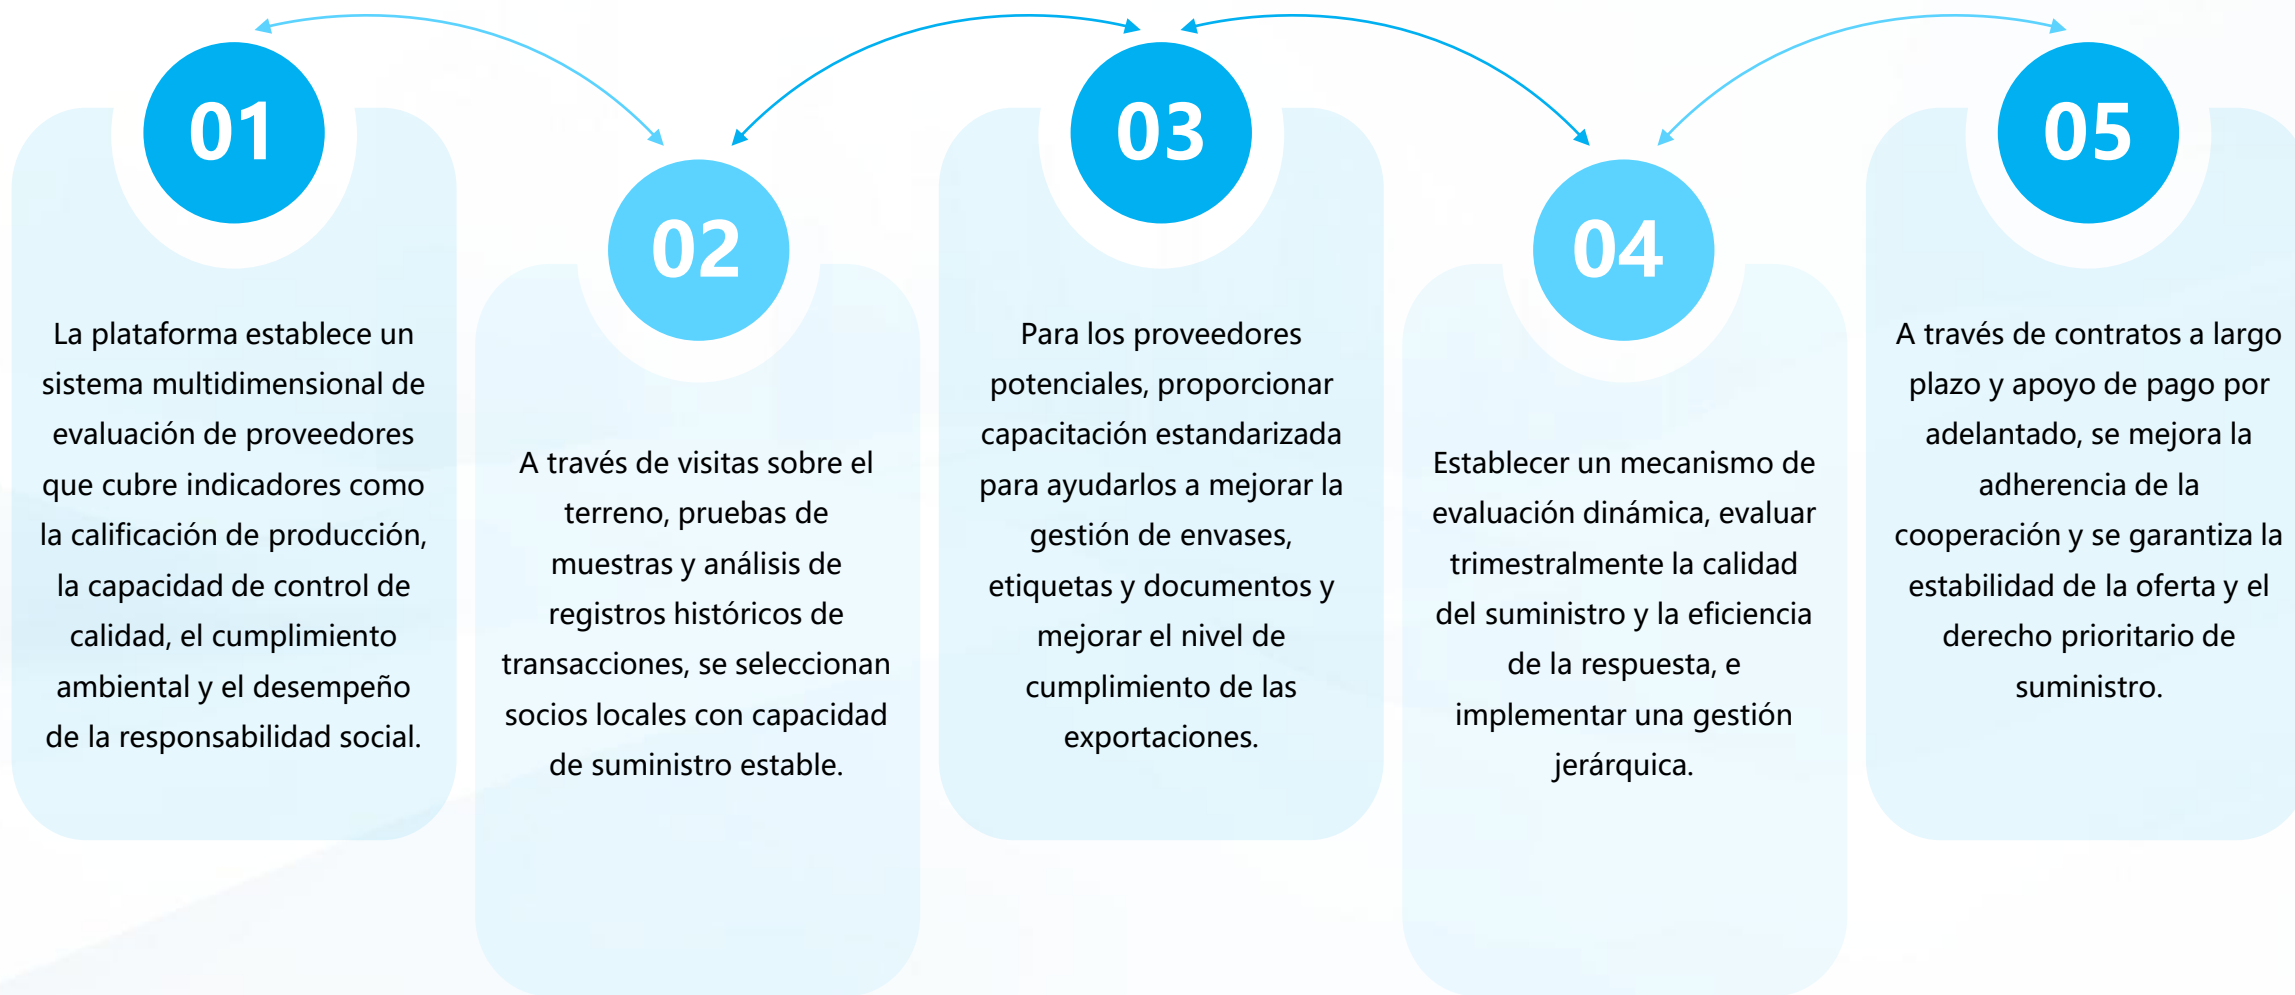 01
La plataforma establece un
sistema multidimensional de
evaluación de proveedores
que cubre indicadores como
la calificación de producción,
la capacidad de control de
calidad, el cumplimiento
ambiental y el desempeño
de la responsabilidad social.
02
A través de visitas sobre el
terreno, pruebas de
muestras y análisis de
registros históricos de
transacciones, se seleccionan
socios locales con capacidad
de suministro estable.
03
Para los proveedores
potenciales, proporcionar
capacitación estandarizada
para ayudarlos a mejorar la
gestión de envases,
etiquetas y documentos y
mejorar el nivel de
cumplimiento de las
exportaciones.
04
Establecer un mecanismo de
evaluación dinámica, evaluar
trimestralmente la calidad
del suministro y la eficiencia
de la respuesta, e
implementar una gestión
jerárquica.
05
A través de contratos a largo
plazo y apoyo de pago por
adelantado, se mejora la
adherencia de la
cooperación y se garantiza la
estabilidad de la oferta y el
derecho prioritario de
suministro.